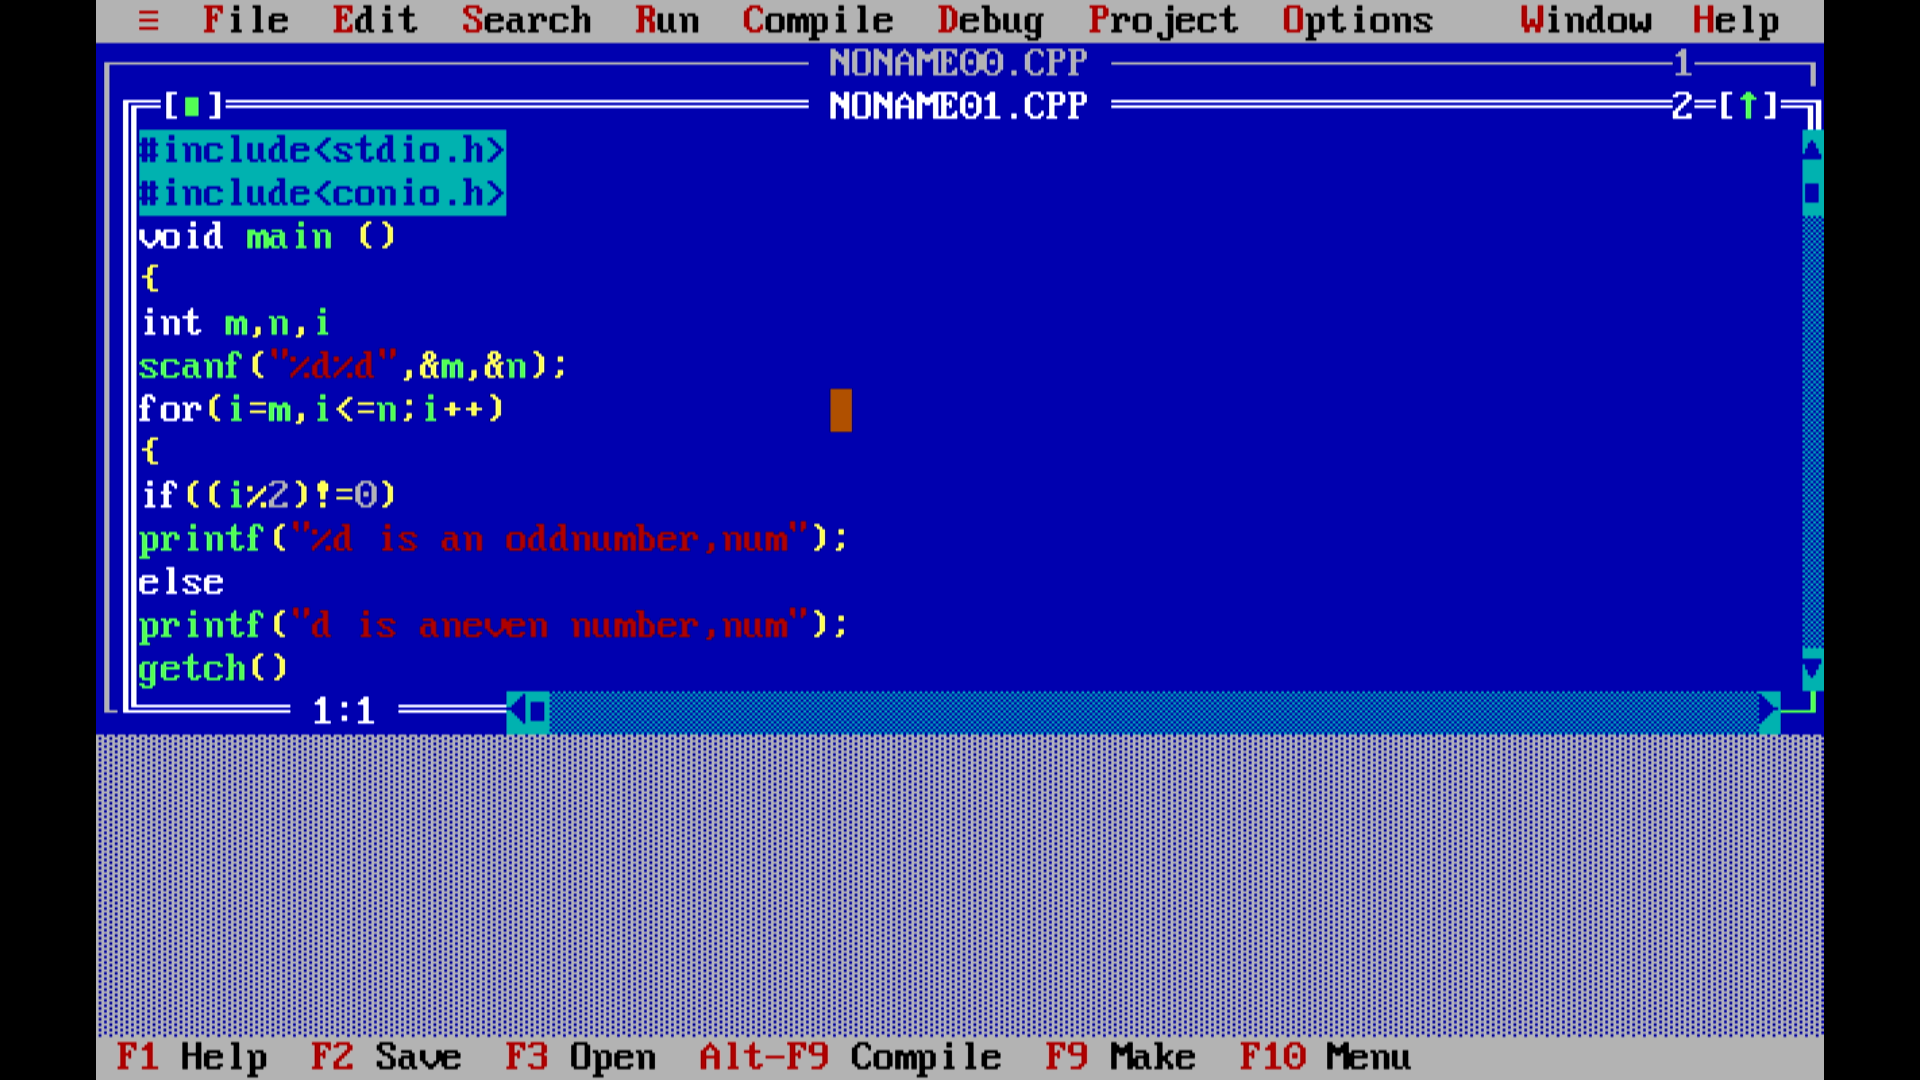 ≡ File Edit Search Run Compile Debug Project Options Window Help
NONAME00.CPP 1
[■] NONAME01.CPP 2=[↑]
#include<stdio.h>
#include<conio.h>
void main ()
{
int m,n,i
scanf("%d%d",&m,&n);
for(i=m,i<=n;i++)
{
if((i%2)!=0)
printf("%d is an oddnumber,num");
else
printf("d is aneven number,num");
getch()
1:1
F1 Help F2 Save F3 Open Alt-F9 Compile F9 Make F10 Menu